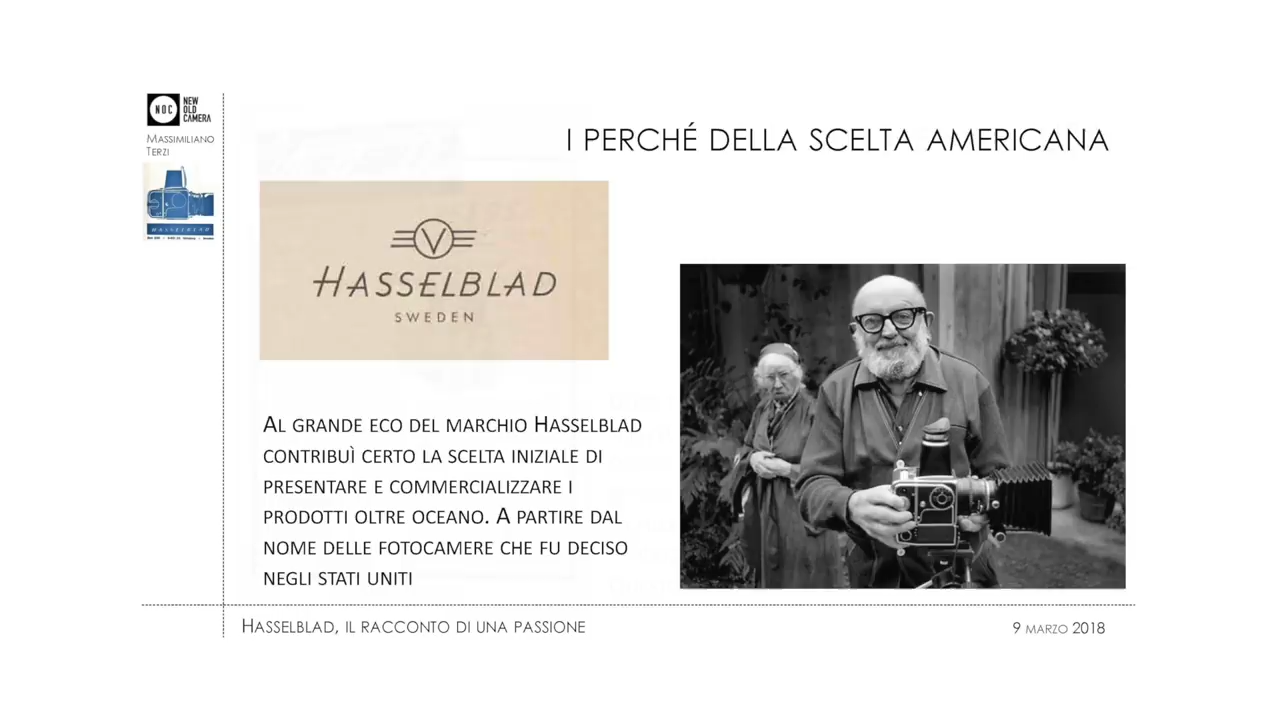 NOC
NEW
OLD
CAMERA
MASSIMILIANO
TERZI
HASSELBLAD
I PERCHÉ DELLA SCELTA AMERICANA
V
HASSELBLAD
SWEDEN
AL GRANDE ECO DEL MARCHIO HASSELBLAD
CONTRIBUÌ CERTO LA SCELTA INIZIALE DI
PRESENTARE E COMMERCIALIZZARE I
PRODOTTI OLTRE OCEANO. A PARTIRE DAL
NOME DELLE FOTOCAMERE CHE FU DECISO
NEGLI STATI UNITI
HASSELBLAD, IL RACCONTO DI UNA PASSIONE
9 MARZO 2018